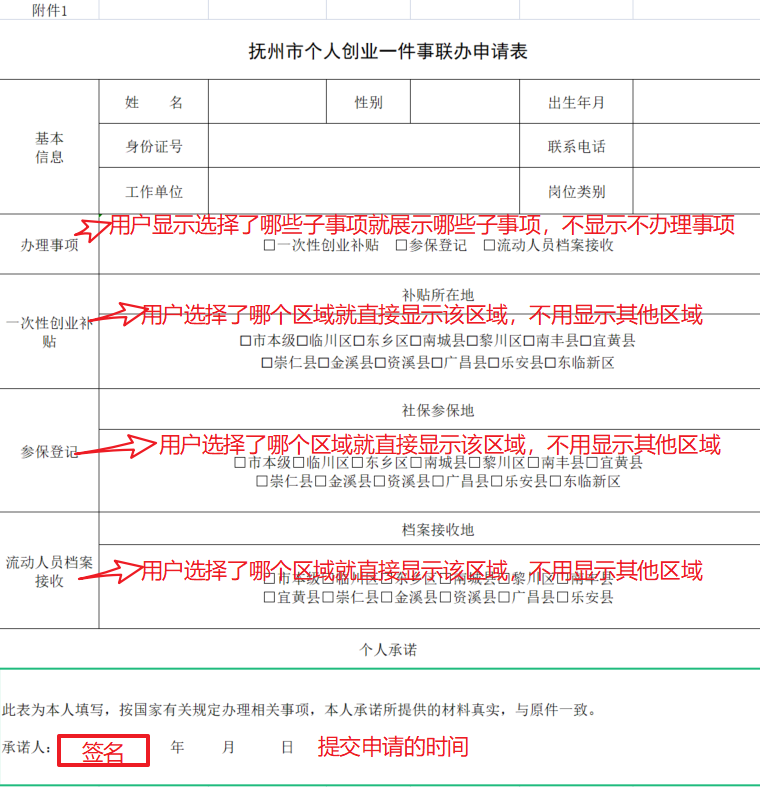 附件1
抚州市个人创业一件事联办申请表
基本信息
姓 名
性别
出生年月
身份证号
联系电话
工作单位
岗位类别
用户显示选择了哪些子事项就展示哪些子事项，不显示不办理事项
办理事项
□一次性创业补贴 □参保登记 □流动人员档案接收
补贴所在地
用户选择了哪个区域就直接显示该区域，不用显示其他区域
一次性创业补贴
□市本级□临川区□东乡区□南城县□黎川区□南丰县□宜黄县
□崇仁县□金溪县□资溪县□广昌县□乐安县□东临新区
社保参保地
用户选择了哪个区域就直接显示该区域，不用显示其他区域
参保登记
□市本级□临川区□东乡区□南城县□黎川区□南丰县□宜黄县
□崇仁县□金溪县□资溪县□广昌县□乐安县□东临新区
档案接收地
用户选择了哪个区域就直接显示该区域，不用显示其他区域
流动人员档案接收
□市本级□临川区□东乡区□南城县□黎川区□南丰县
□宜黄县□崇仁县□金溪县□资溪县□广昌县□乐安县
个人承诺
此表为本人填写，按国家有关规定办理相关事项，本人承诺所提供的材料真实，与原件一致。
承诺人： 签名 年 月 日 提交申请的时间